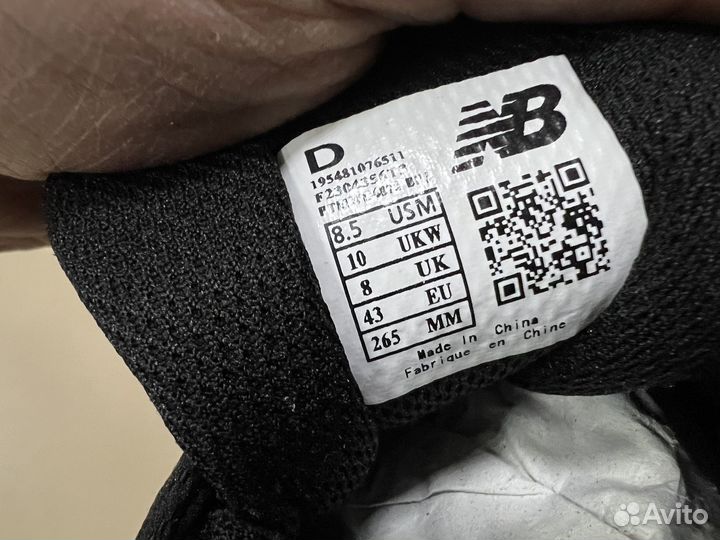 D
NB
195481076511
8.5 USM
10 UKW
8 UK
43 EU
265 MM
Made In China
Fabrique en Chine
Avito